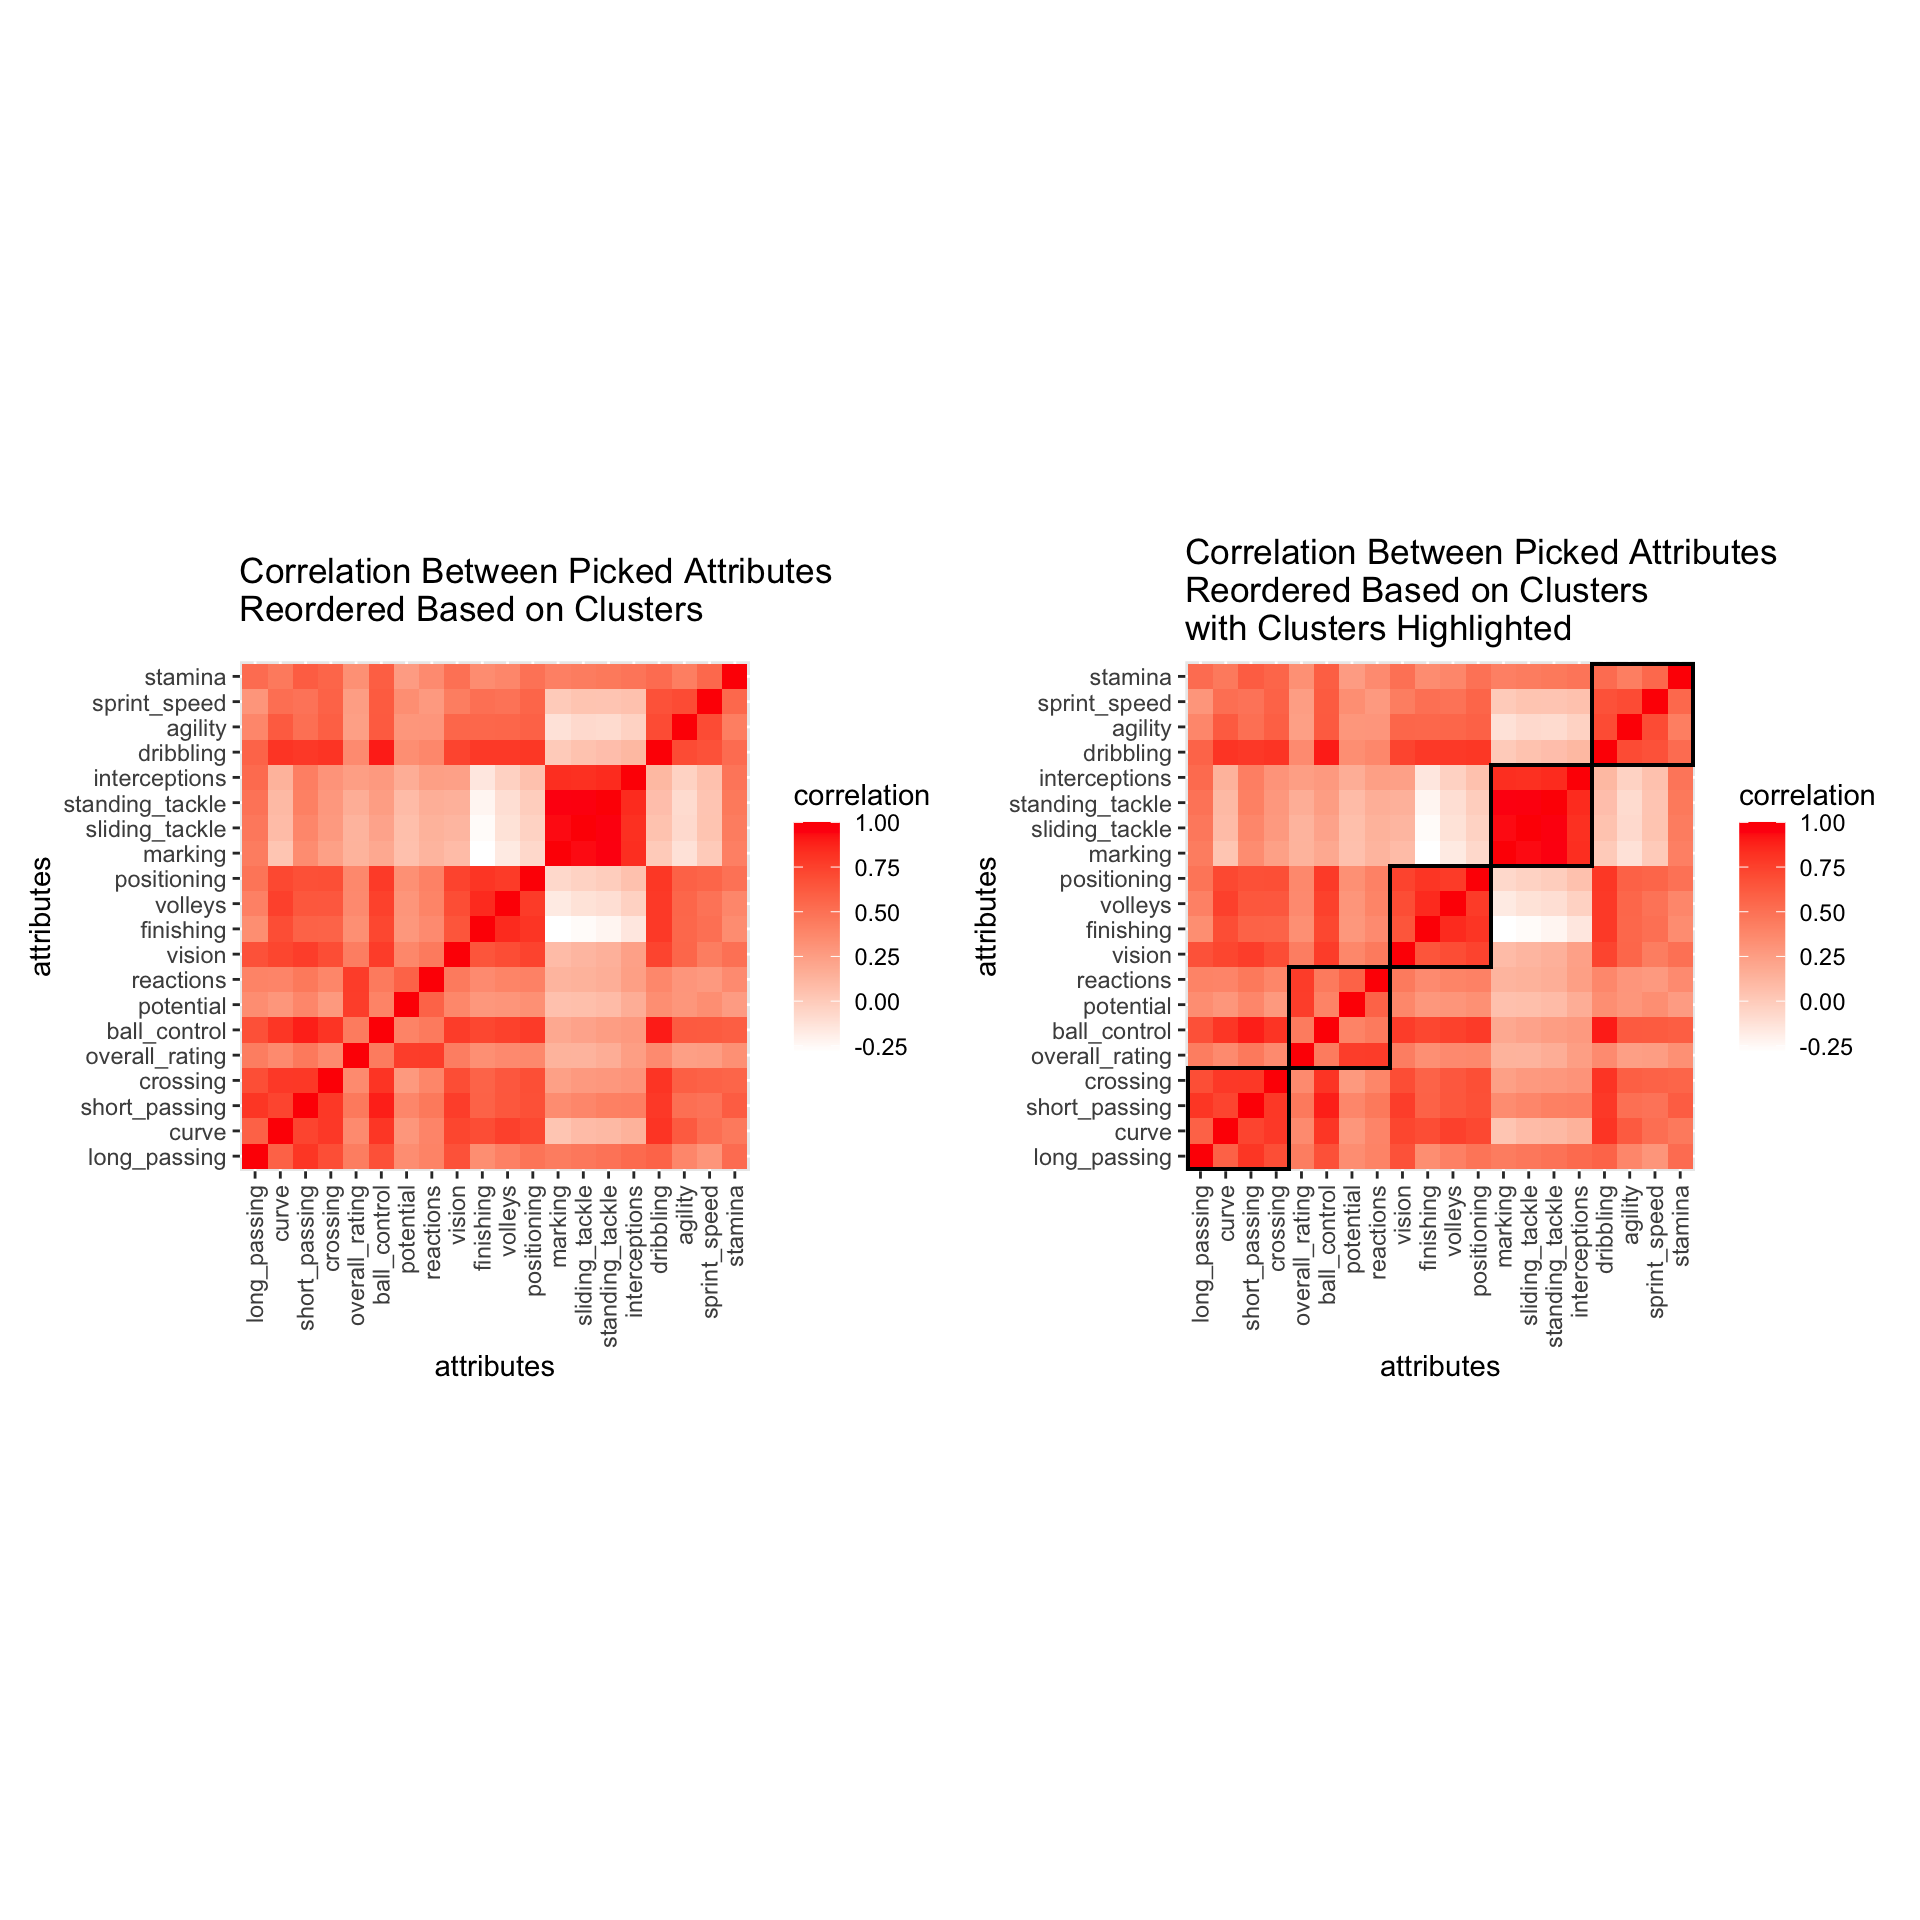 Correlation Between Picked Attributes
Reordered Based on Clusters
attributes
stamina
sprint_speed
agility
dribbling
interceptions
standing_tackle
sliding_tackle
marking
positioning
volleys
finishing
vision
reactions
potential
ball_control
overall_rating
crossing
short_passing
curve
long_passing
long_passing
curve
short_passing
crossing
overall_rating
ball_control
potential
reactions
vision
finishing
volleys
positioning
marking
sliding_tackle
standing_tackle
interceptions
dribbling
agility
sprint_speed
stamina
attributes
correlation
1.00
0.75
0.50
0.25
0.00
-0.25
Correlation Between Picked Attributes
Reordered Based on Clusters
with Clusters Highlighted
attributes
stamina
sprint_speed
agility
dribbling
interceptions
standing_tackle
sliding_tackle
marking
positioning
volleys
finishing
vision
reactions
potential
ball_control
overall_rating
crossing
short_passing
curve
long_passing
long_passing
curve
short_passing
crossing
overall_rating
ball_control
potential
reactions
vision
finishing
volleys
positioning
marking
sliding_tackle
standing_tackle
interceptions
dribbling
agility
sprint_speed
stamina
attributes
correlation
1.00
0.75
0.50
0.25
0.00
-0.25